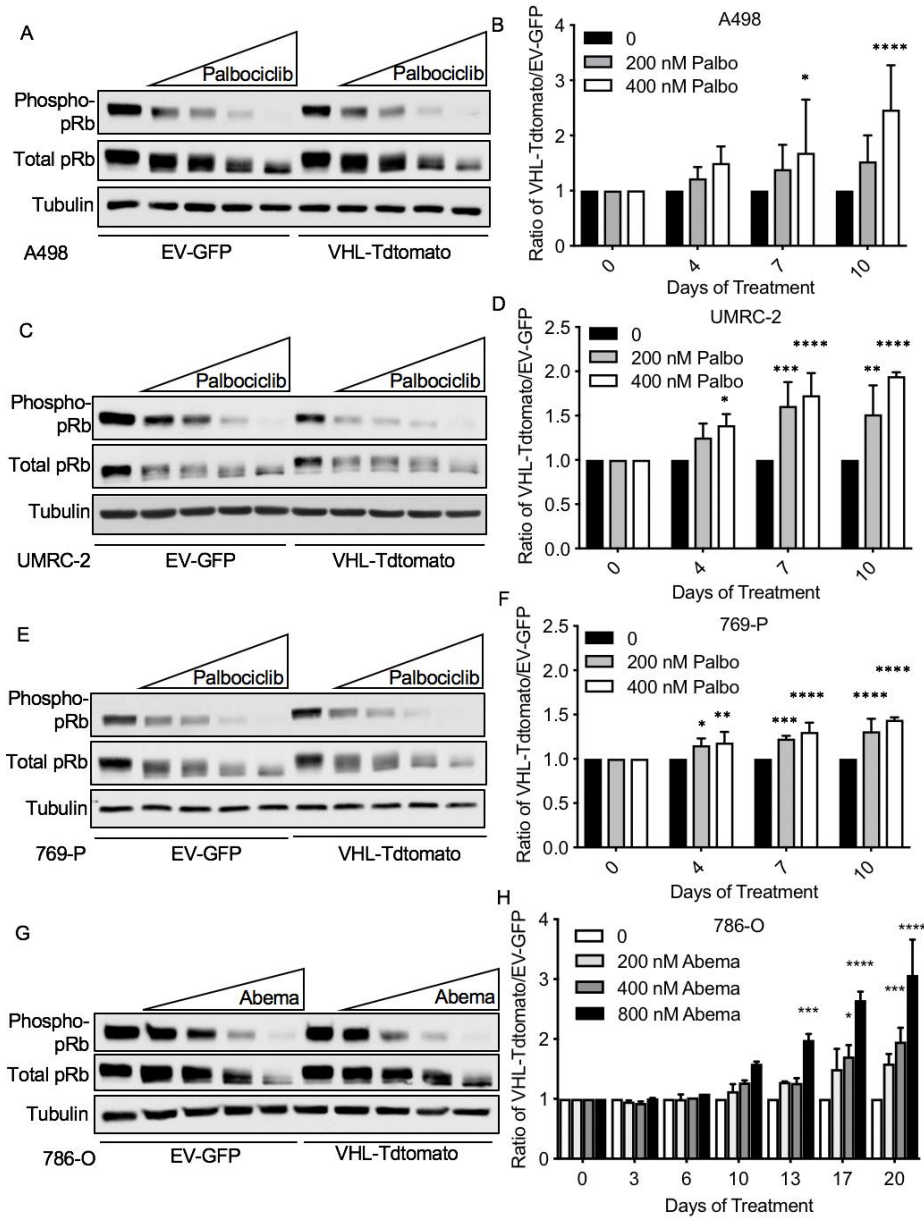 A
Palbociclib
Palbociclib
Phospho-
pRb
Total pRb
Tubulin
EV-GFP
VHL-Tdtomato
A498
B
A498
Ratio of VHL-Tdtomato/EV-GFP
4
3
2
1
0
0
200 nM Palbo
400 nM Palbo
*
****
0
4
7
10
Days of Treatment
C
Palbociclib
Palbociclib
Phospho-
pRb
Total pRb
Tubulin
UMRC-2
EV-GFP
VHL-Tdtomato
D
UMRC-2
Ratio of VHL-Tdtomato/EV-GFP
2.5
2.0
1.5
1.0
0.5
0.0
0
200 nM Palbo
400 nM Palbo
*
***
****
**
****
0
4
7
10
Days of Treatment
E
Palbociclib
Palbociclib
Phospho-
pRb
Total pRb
Tubulin
769-P
EV-GFP
VHL-Tdtomato
F
769-P
Ratio of VHL-Tdtomato/EV-GFP
2.5
2.0
1.5
1.0
0.5
0.0
0
200 nM Palbo
400 nM Palbo
*
**
***
****
****
****
0
4
7
10
Days of Treatment
G
Abema
Abema
Phospho-
pRb
Total pRb
Tubulin
786-O
EV-GFP
VHL-Tdtomato
H
786-O
Ratio of VHL-Tdtomato/EV-GFP
4
3
2
1
0
0
200 nM Abema
400 nM Abema
800 nM Abema
***
*
****
***
****
0
3
6
10
13
17
20
Days of Treatment